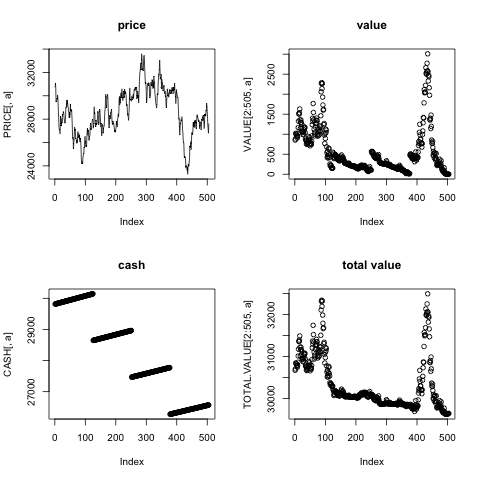 price
PRICE[, a]
24000 28000 32000
0 100 200 300 400 500
Index
value
VALUE[2:505, a]
0 500 1500 2500
0 100 200 300 400 500
Index
cash
CASH[, a]
27000 29000
0 100 200 300 400 500
Index
total value
TOTAL.VALUE[2:505, a]
30000 31000 32000
0 100 200 300 400 500
Index